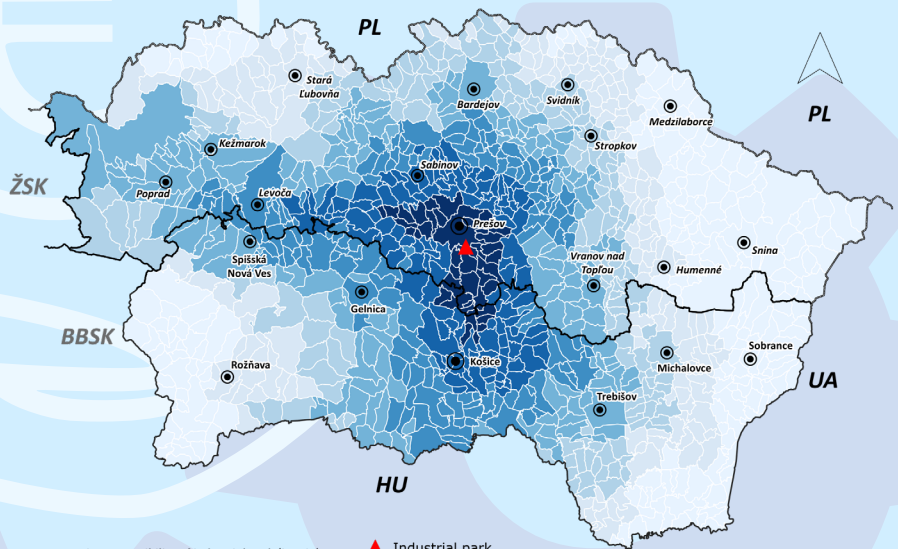 PL
Stará
Ľubovňa
Bardejov
Svidník
Medzilaborce
PL
Stropkov
Kežmarok
Sabinov
ŽSK
Poprad
Levoča
Prešov
Spišská
Nová Ves
Vranov nad
Topľou
Snina
Humenné
Gelnica
BBSK
Rožňava
Košice
Michalovce
Sobrance
UA
Trebišov
HU
Industrial park